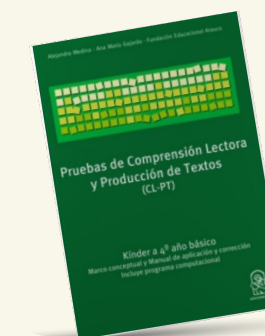 Alejandra Medina - Ana María Gajardo - Fundación Educacional Arauco
Pruebas de Comprensión Lectora
y Producción de Textos
(CL-PT)
Kínder a 4º año básico
Marco conceptual y Manual de aplicación y corrección
Incluye programa computacional